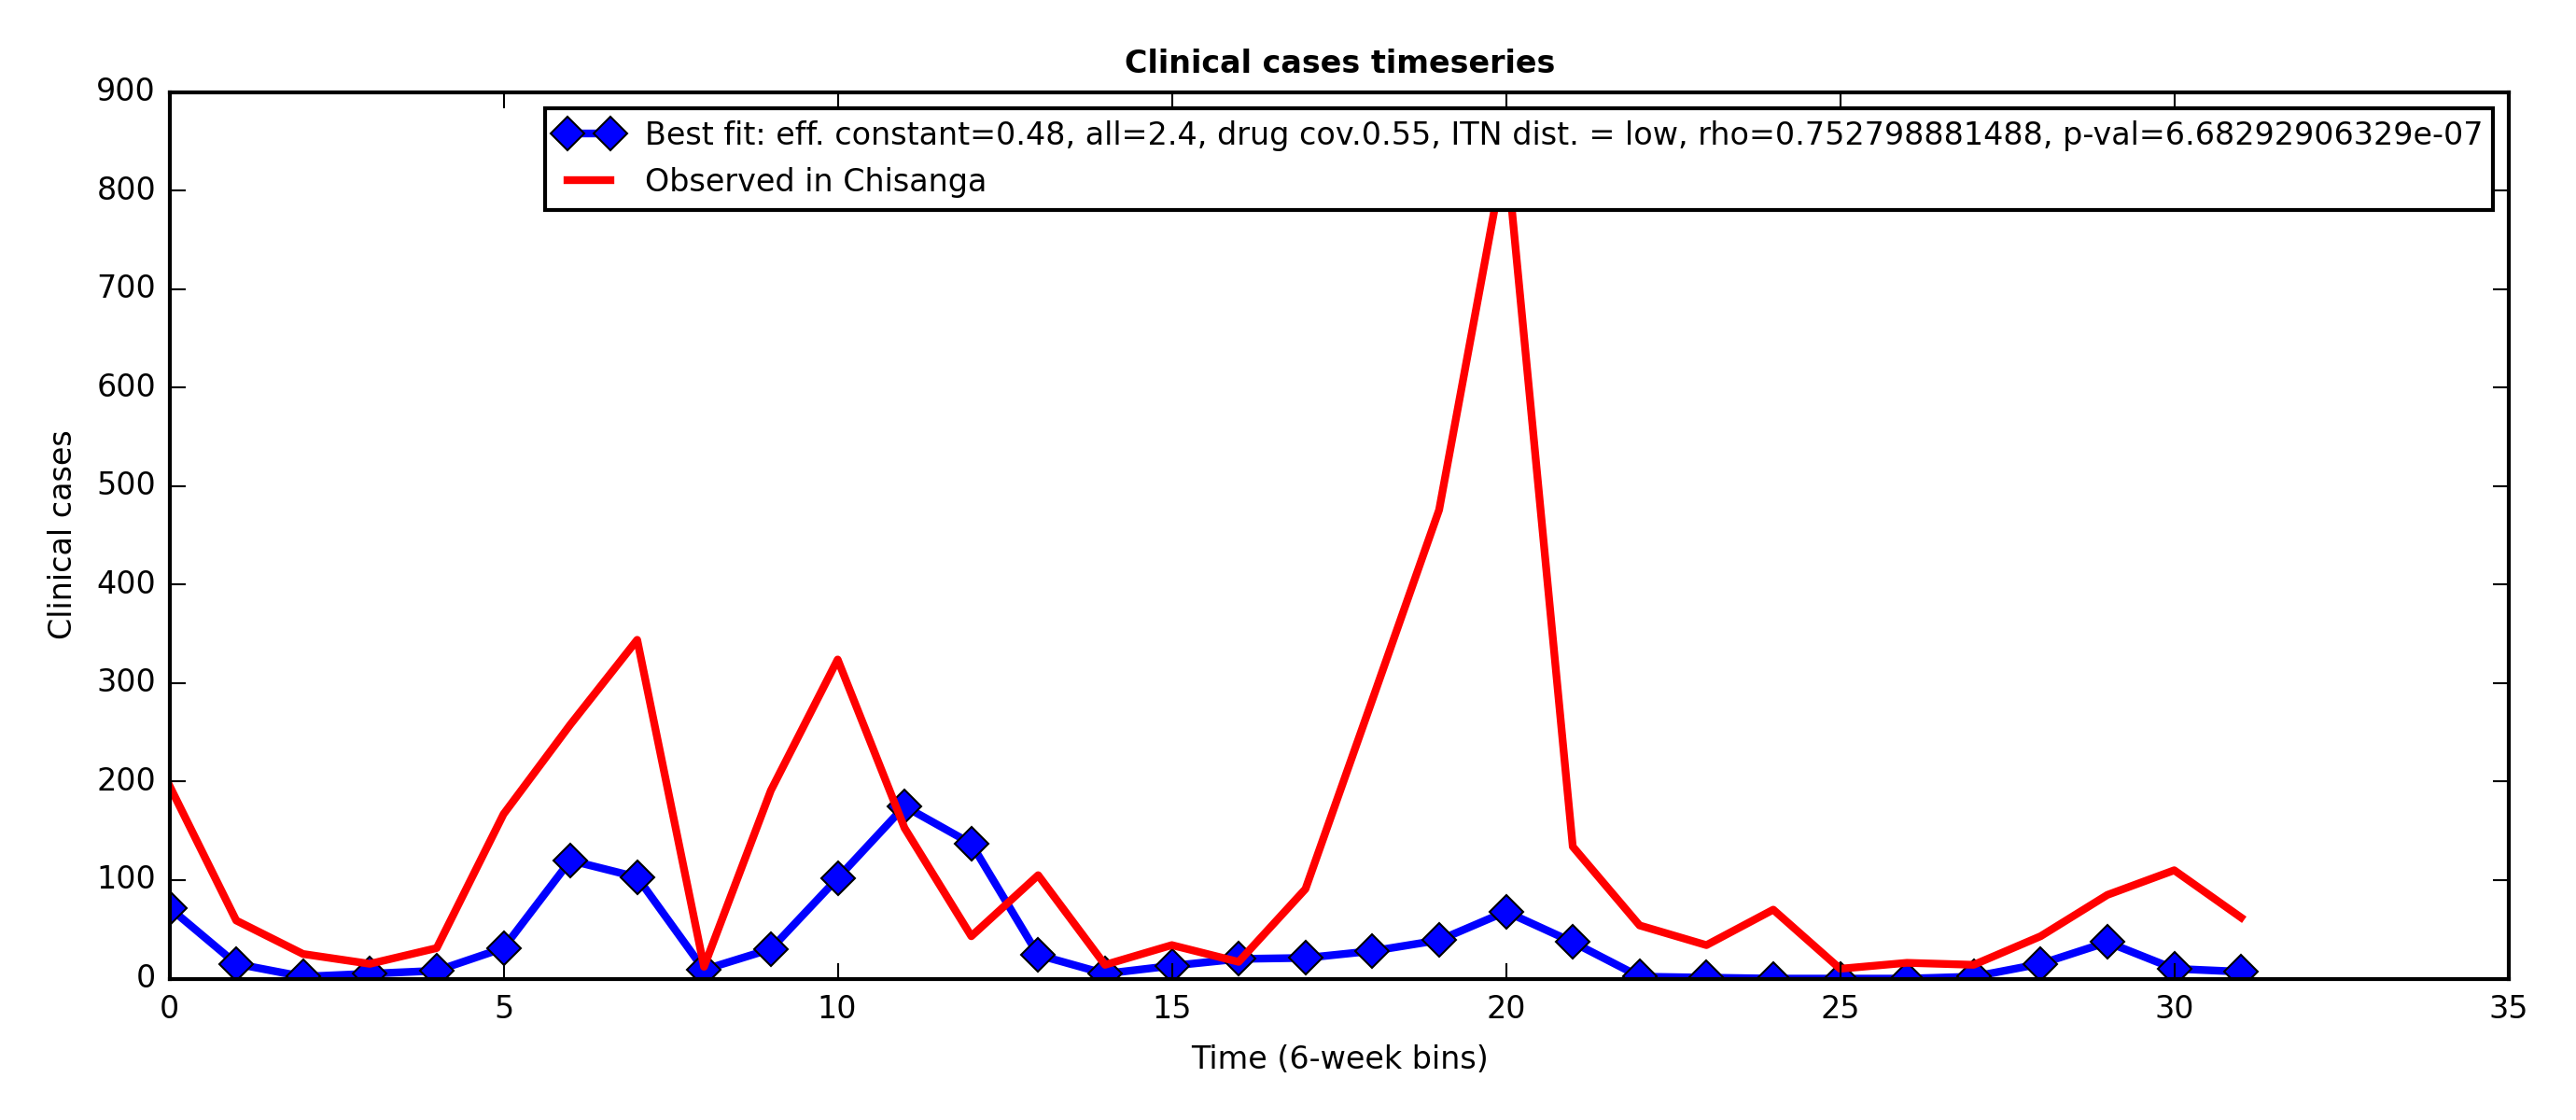 Clinical cases timeseries
900
800
700
600
500
400
300
200
100
0
Clinical cases
Best fit: eff. constant=0.48, all=2.4, drug cov.0.55, ITN dist. = low, rho=0.752798881488, p-val=6.68292906329e-07
Observed in Chisanga
0 5 10 15 20 25 30 35
Time (6-week bins)